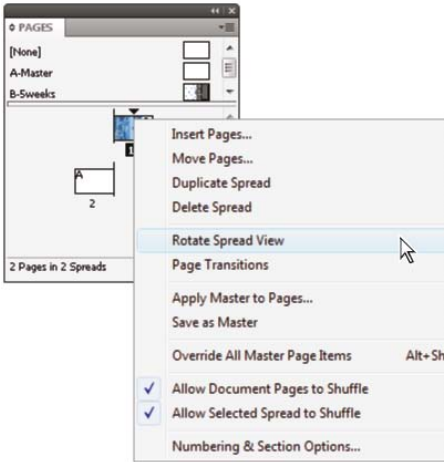 PAGES
[None]
A-Master
B-5weeks
1
A
2
2 Pages in 2 Spreads
Insert Pages...
Move Pages...
Duplicate Spread
Delete Spread
Rotate Spread View
Page Transitions
Apply Master to Pages...
Save as Master
Override All Master Page Items Alt+Sh
Allow Document Pages to Shuffle
Allow Selected Spread to Shuffle
Numbering & Section Options...